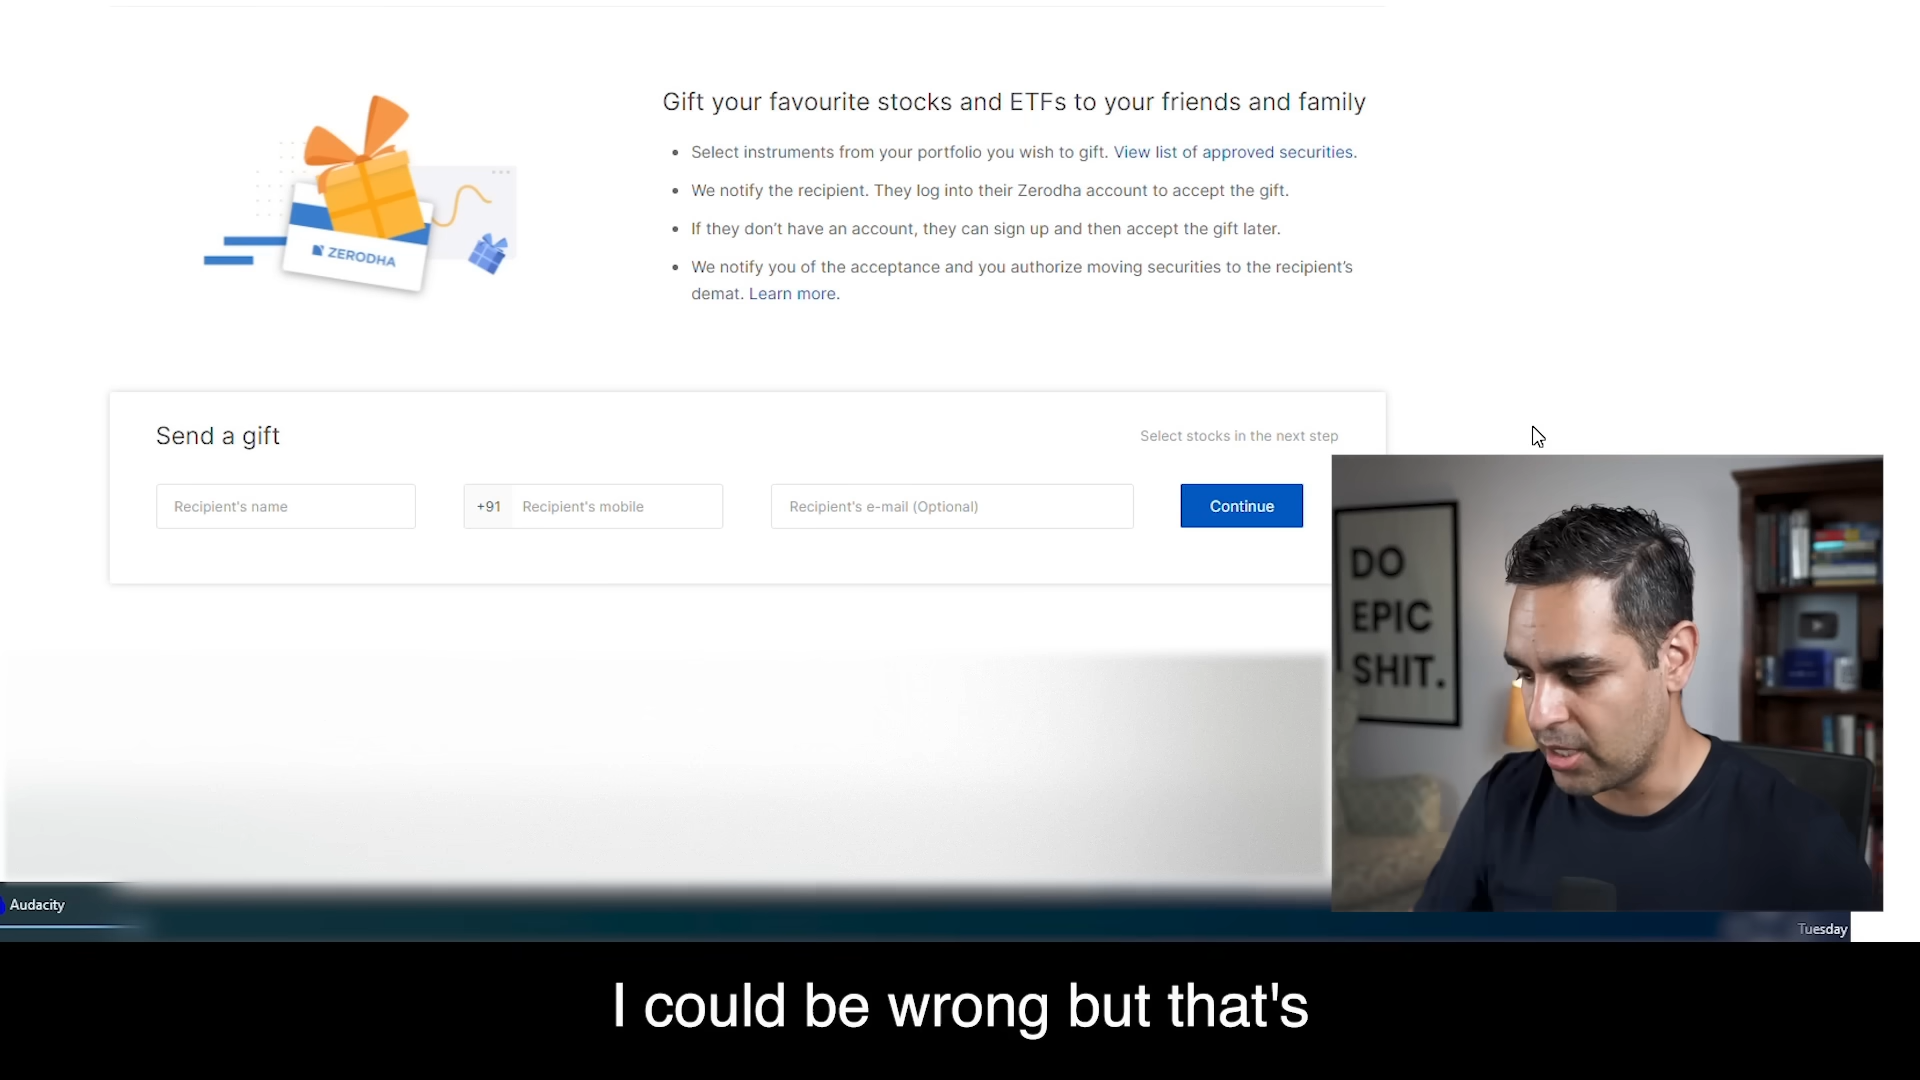 Gift your favourite stocks and ETFs to your friends and family
Select instruments from your portfolio you wish to gift. View list of approved securities.
We notify the recipient. They log into their Zerodha account to accept the gift.
If they don’t have an account, they can sign up and then accept the gift later.
We notify you of the acceptance and you authorize moving securities to the recipient’s
demat. Learn more.
ZERODHA
Send a gift
Select stocks in the next step
Recipient's name
+91
Recipient's mobile
Recipient's e-mail (Optional)
Continue
DO
EPIC
SHIT.
Audacity
Tuesday
I could be wrong but that's